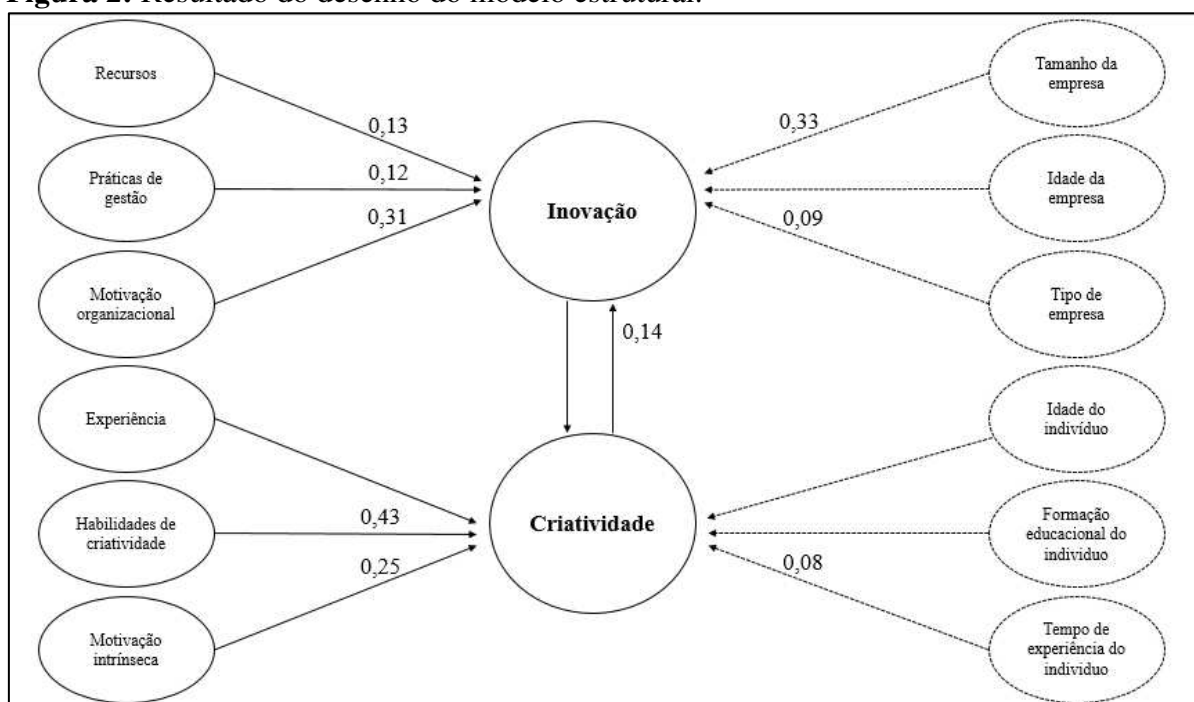 Figura 2: Resultado do desenho do modelo estrutural.
Recursos
0,13
Práticas de
gestão
0,12
Motivação
organizacional
0,31
Experiência
Habilidades de
criatividade
0,43
Motivação
intrínseca
0,25
Inovação
0,14
Criatividade
Tamanho da
empresa
0,33
Idade da
empresa
Tipo de
empresa
0,09
Idade do
indivíduo
Formação
educacional do
individuo
Tempo de
experiência do
individuo
0,08